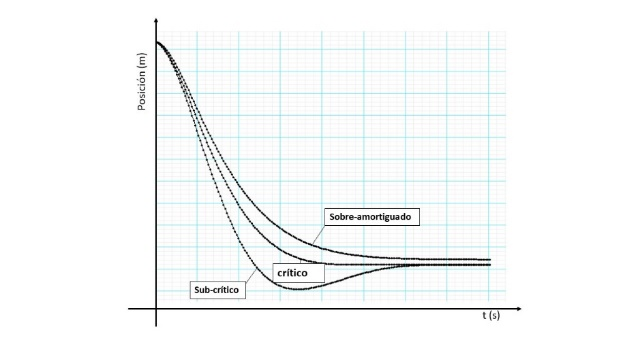 Posición (m)
Sobre-amortiguado
crítico
Sub-crítico
t (s)